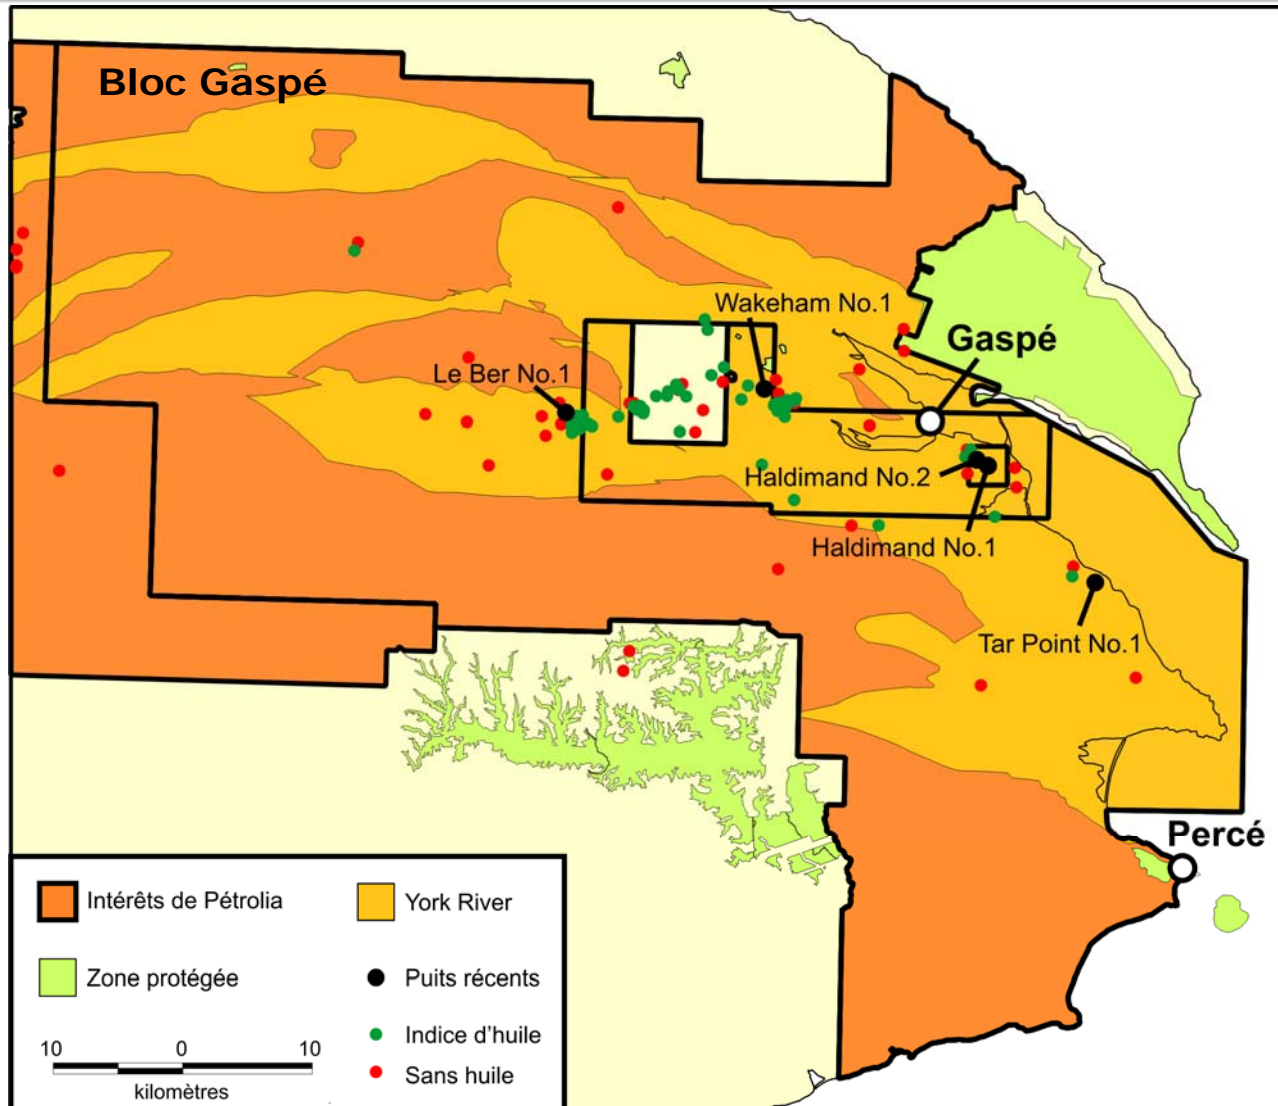 Bloc Gaspé
Wakeham No.1
Gaspé
Le Ber No.1
Haldimand No.2
Haldimand No.1
Tar Point No.1
Percé
Intérêts de Pétrolia
York River
Zone protégée
Puits récents
Indice d'huile
Sans huile
10 0 10
kilomètres